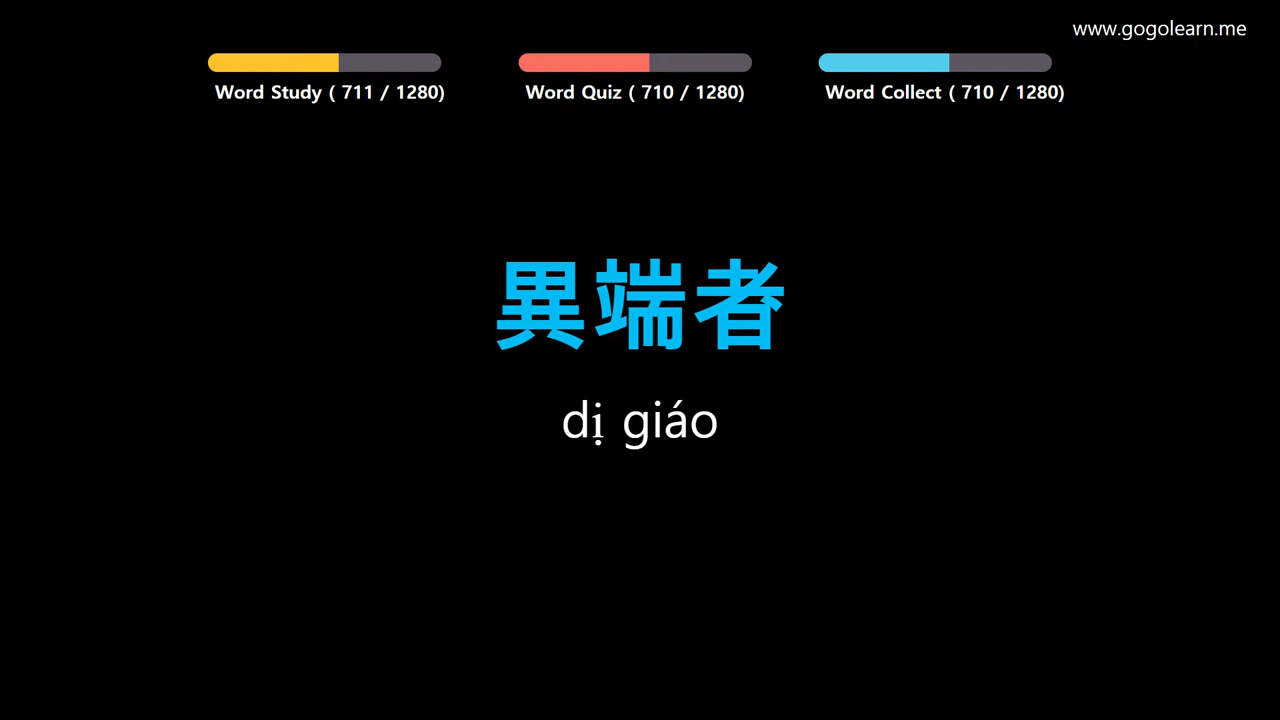 www.gogolearn.me
Word Study ( 711 / 1280)
Word Quiz ( 710 / 1280)
Word Collect ( 710 / 1280)
異端者
dị giáo